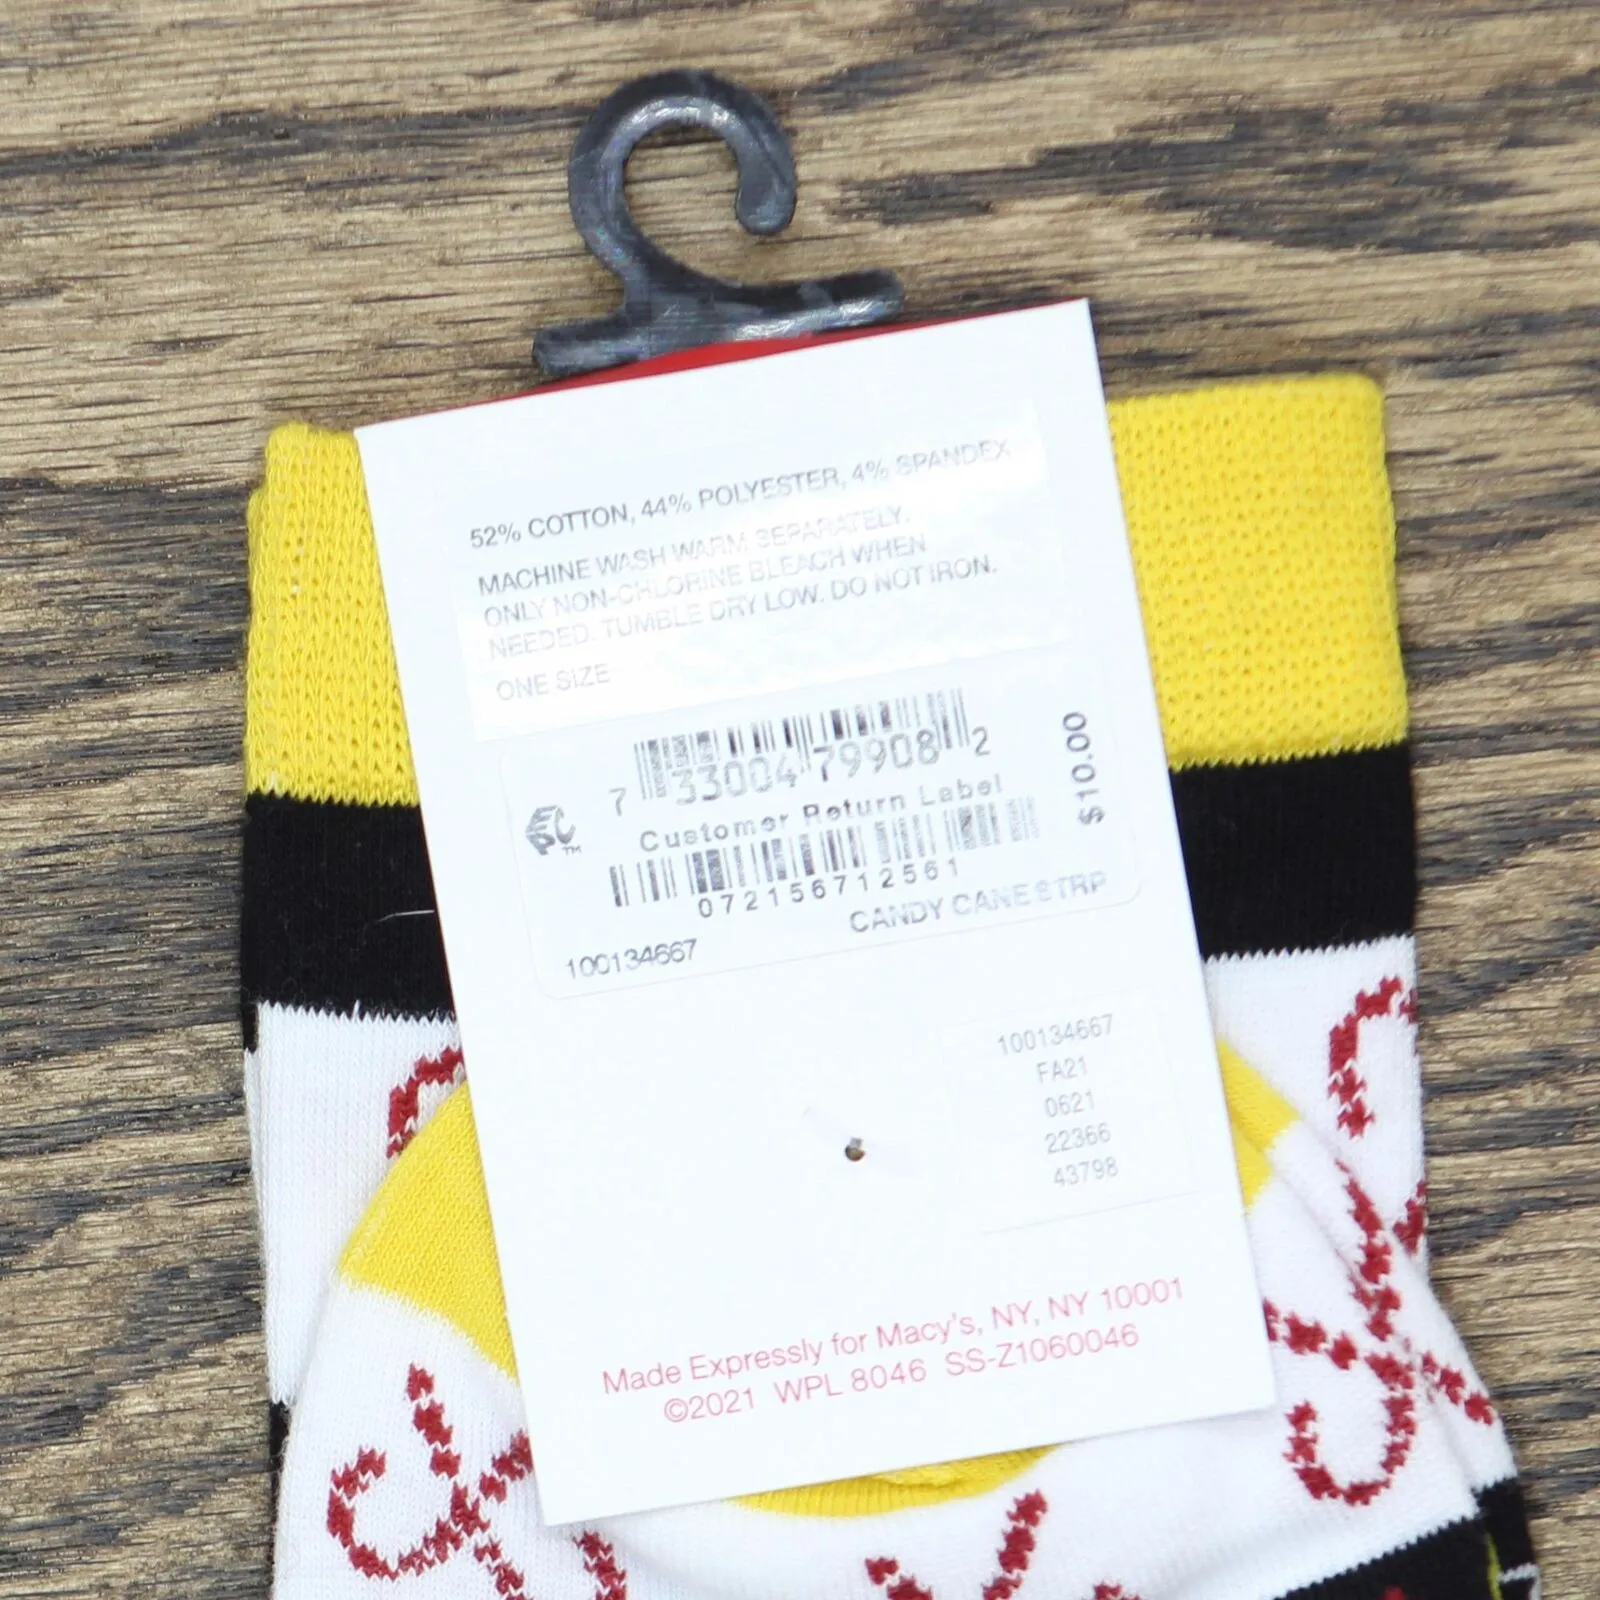 52% COTTON, 44% POLYESTER, 4% SPANDEX
MACHINE WASH WARM SEPARATELY.
ONLY NON-CHLORINE BLEACH WHEN
NEEDED. TUMBLE DRY LOW. DO NOT IRON.
ONE SIZE
7 33004 79908 2
$10.00
Customer Return Label
072156712561
CANDY CANE STRP
100134667
100134667
FA21
0621
22366
43798
Made Expressly for Macy's, NY, NY 10001
©2021 WPL 8046 SS-Z1060046